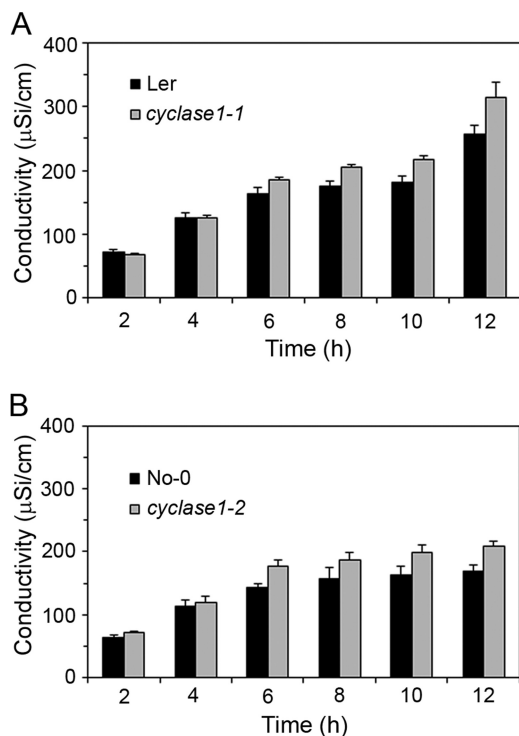 A
Conductivity (µSi/cm)
400
300
200
100
0
Ler
cyclase1-1
2 4 6 8 10 12
Time (h)
B
Conductivity (µSi/cm)
400
300
200
100
0
No-0
cyclase1-2
2 4 6 8 10 12
Time (h)